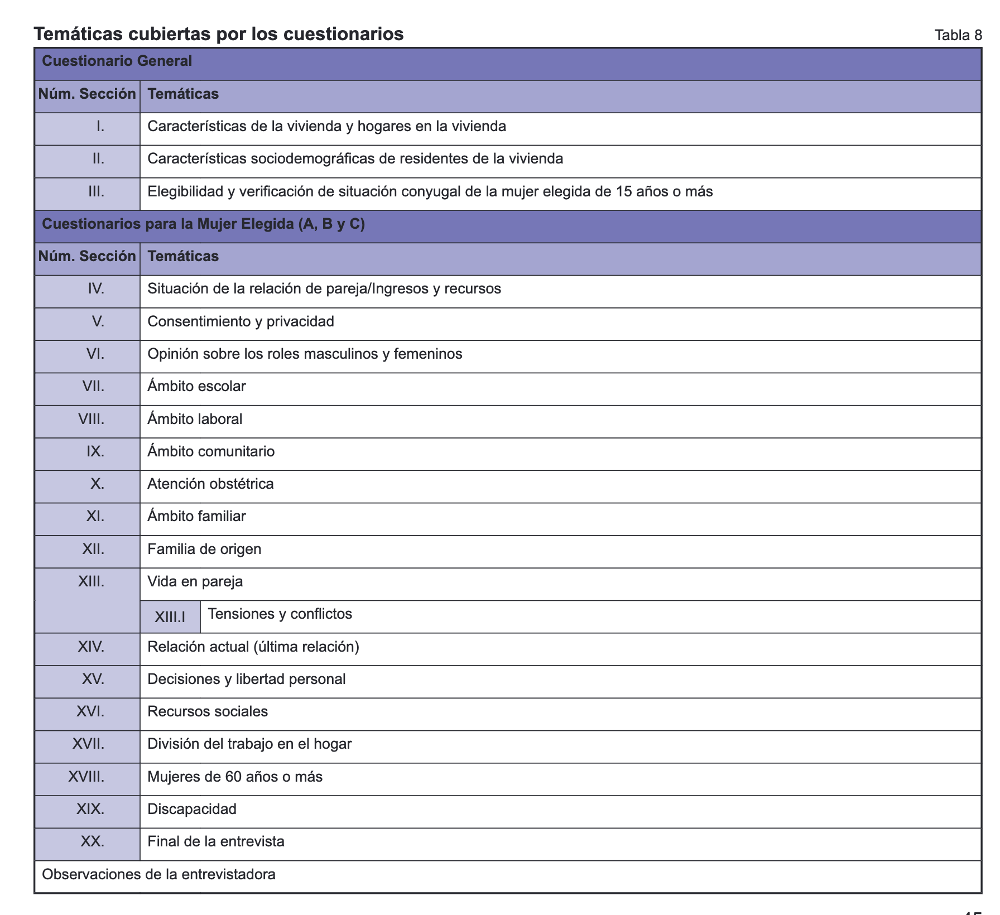 Temáticas cubiertas por los cuestionarios
Tabla 8
Cuestionario General
Núm. Sección Temáticas
I. Características de la vivienda y hogares en la vivienda
II. Características sociodemográficas de residentes de la vivienda
III. Elegibilidad y verificación de situación conyugal de la mujer elegida de 15 años o más
Cuestionarios para la Mujer Elegida (A, B y C)
Núm. Sección Temáticas
IV. Situación de la relación de pareja/Ingresos y recursos
V. Consentimiento y privacidad
VI. Opinión sobre los roles masculinos y femeninos
VII. Ámbito escolar
VIII. Ámbito laboral
IX. Ámbito comunitario
X. Atención obstétrica
XI. Ámbito familiar
XII. Familia de origen
XIII. Vida en pareja
XIII.I Tensiones y conflictos
XIV. Relación actual (última relación)
XV. Decisiones y libertad personal
XVI. Recursos sociales
XVII. División del trabajo en el hogar
XVIII. Mujeres de 60 años o más
XIX. Discapacidad
XX. Final de la entrevista
Observaciones de la entrevistadora